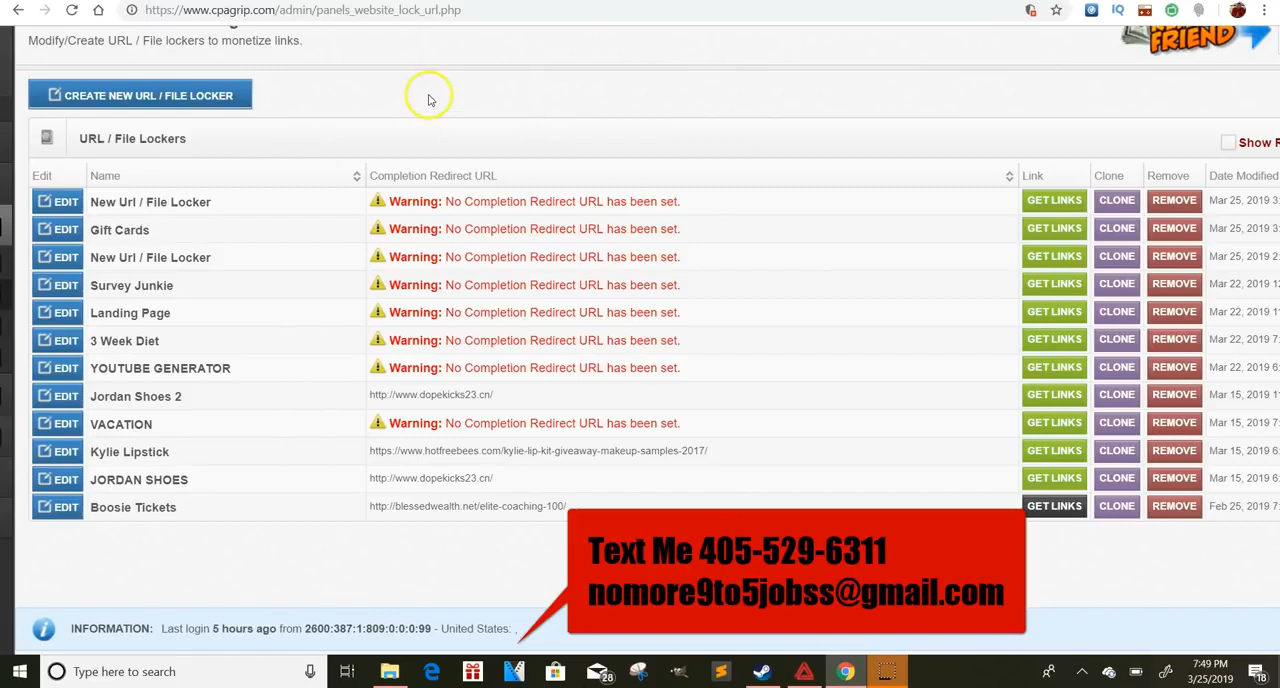 https://www.cpagrip.com/admin/panels_website_lock_url.php
Modify/Create URL / File lockers to monetize links.
FRIEND
CREATE NEW URL / FILE LOCKER
URL / File Lockers
Show R
Edit Name Completion Redirect URL Link Clone Remove Date Modified
EDIT New Url / File Locker Warning: No Completion Redirect URL has been set. GET LINKS CLONE REMOVE Mar 25, 2019 3:
EDIT Gift Cards Warning: No Completion Redirect URL has been set. GET LINKS CLONE REMOVE Mar 25, 2019 3:
EDIT New Url / File Locker Warning: No Completion Redirect URL has been set. GET LINKS CLONE REMOVE Mar 25, 2019 2:
EDIT Survey Junkie Warning: No Completion Redirect URL has been set. GET LINKS CLONE REMOVE Mar 22, 2019 12
EDIT Landing Page Warning: No Completion Redirect URL has been set. GET LINKS CLONE REMOVE Mar 22, 2019 11
EDIT 3 Week Diet Warning: No Completion Redirect URL has been set. GET LINKS CLONE REMOVE Mar 22, 2019 7:
EDIT YOUTUBE GENERATOR Warning: No Completion Redirect URL has been set. GET LINKS CLONE REMOVE Mar 22, 2019 6:
EDIT Jordan Shoes 2 http://www.dopekicks23.cn/ GET LINKS CLONE REMOVE Mar 15, 2019 11
EDIT VACATION Warning: No Completion Redirect URL has been set. GET LINKS CLONE REMOVE Mar 15, 2019 7:
EDIT Kylie Lipstick https://www.hotfreebees.com/kylie-lip-kit-giveaway-makeup-samples-2017/ GET LINKS CLONE REMOVE Mar 15, 2019 6:
EDIT JORDAN SHOES http://www.dopekicks23.cn/ GET LINKS CLONE REMOVE Mar 15, 2019 6:
EDIT Boosie Tickets http://blessedwealth.net/elite-coaching-100/ GET LINKS CLONE REMOVE Feb 25, 2019 7:
Text Me 405-529-6311
nomore9to5jobss@gmail.com
INFORMATION: Last login 5 hours ago from 2600:387:1:809:0:0:0:99 - United States: ,
Type here to search
28
7:49 PM
3/25/2019
18